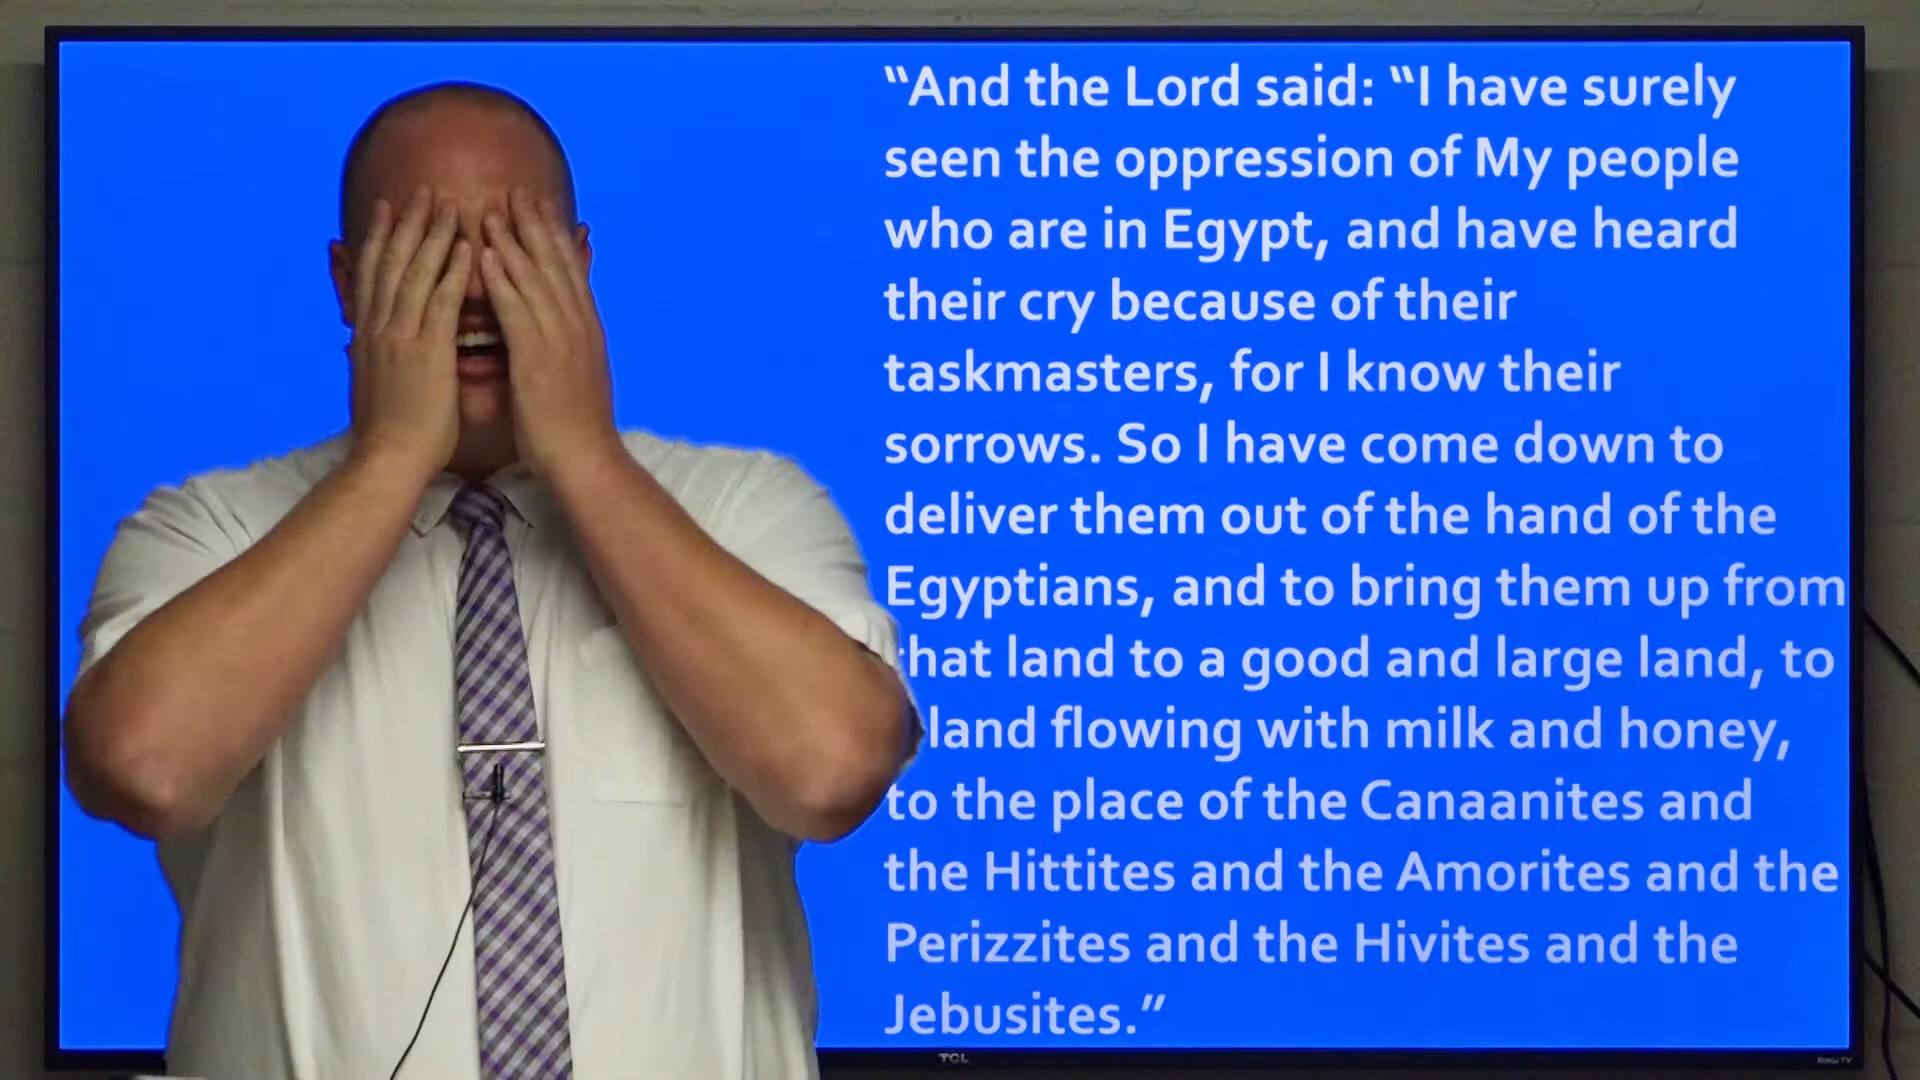 “And the Lord said: “I have surely
seen the oppression of My people
who are in Egypt, and have heard
their cry because of their
taskmasters, for I know their
sorrows. So I have come down to
deliver them out of the hand of the
Egyptians, and to bring them up from
that land to a good and large land, to
land flowing with milk and honey,
to the place of the Canaanites and
the Hittites and the Amorites and the
Perizzites and the Hivites and the
Jebusites.”
TCL
Roku TV